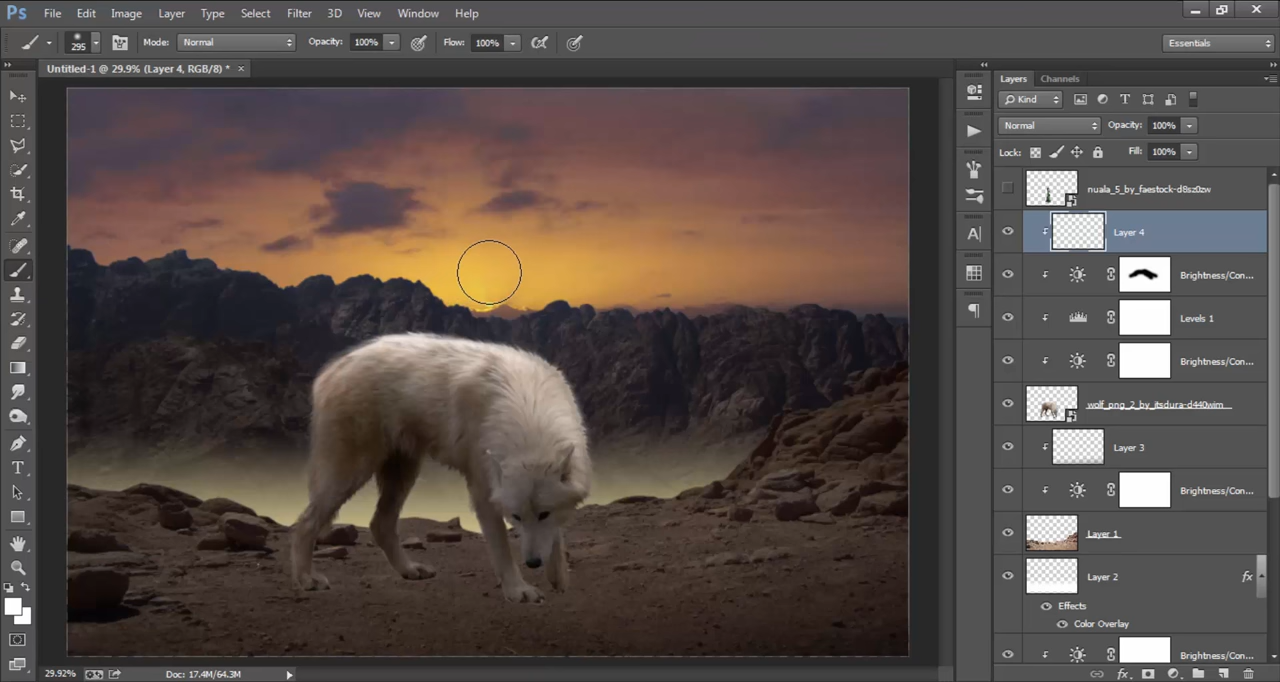 Ps File Edit Image Layer Type Select Filter 3D View Window Help
295 Mode: Normal Opacity: 100% Flow: 100% Essentials
Untitled-1 @ 29.9% (Layer 4, RGB/8) * ×
Layers Channels
Kind T
Normal Opacity: 100%
Lock: Fill: 100%
nuala_5_by_faestock-d8sz0zw
Layer 4
Brightness/Con...
Levels 1
Brightness/Con...
wolf_png_2_by_itsdura-d440wim
Layer 3
Brightness/Con...
Layer 1
Layer 2 fx
Effects
Color Overlay
Brightness/Con...
29.92% Doc: 17.4M/64.3M